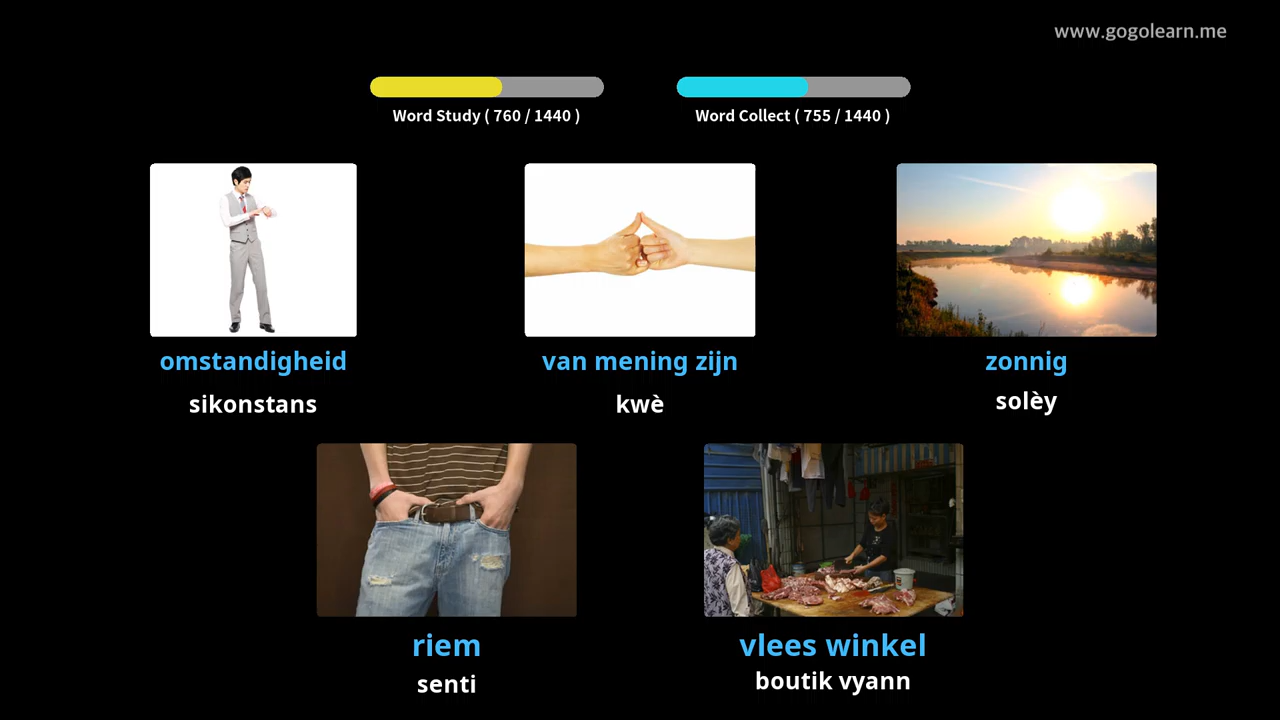 www.gogolearn.me
Word Study ( 760 / 1440 )
Word Collect ( 755 / 1440 )
omstandigheid
sikonstans
van mening zijn
kwè
zonnig
solèy
riem
senti
vlees winkel
boutik vyann